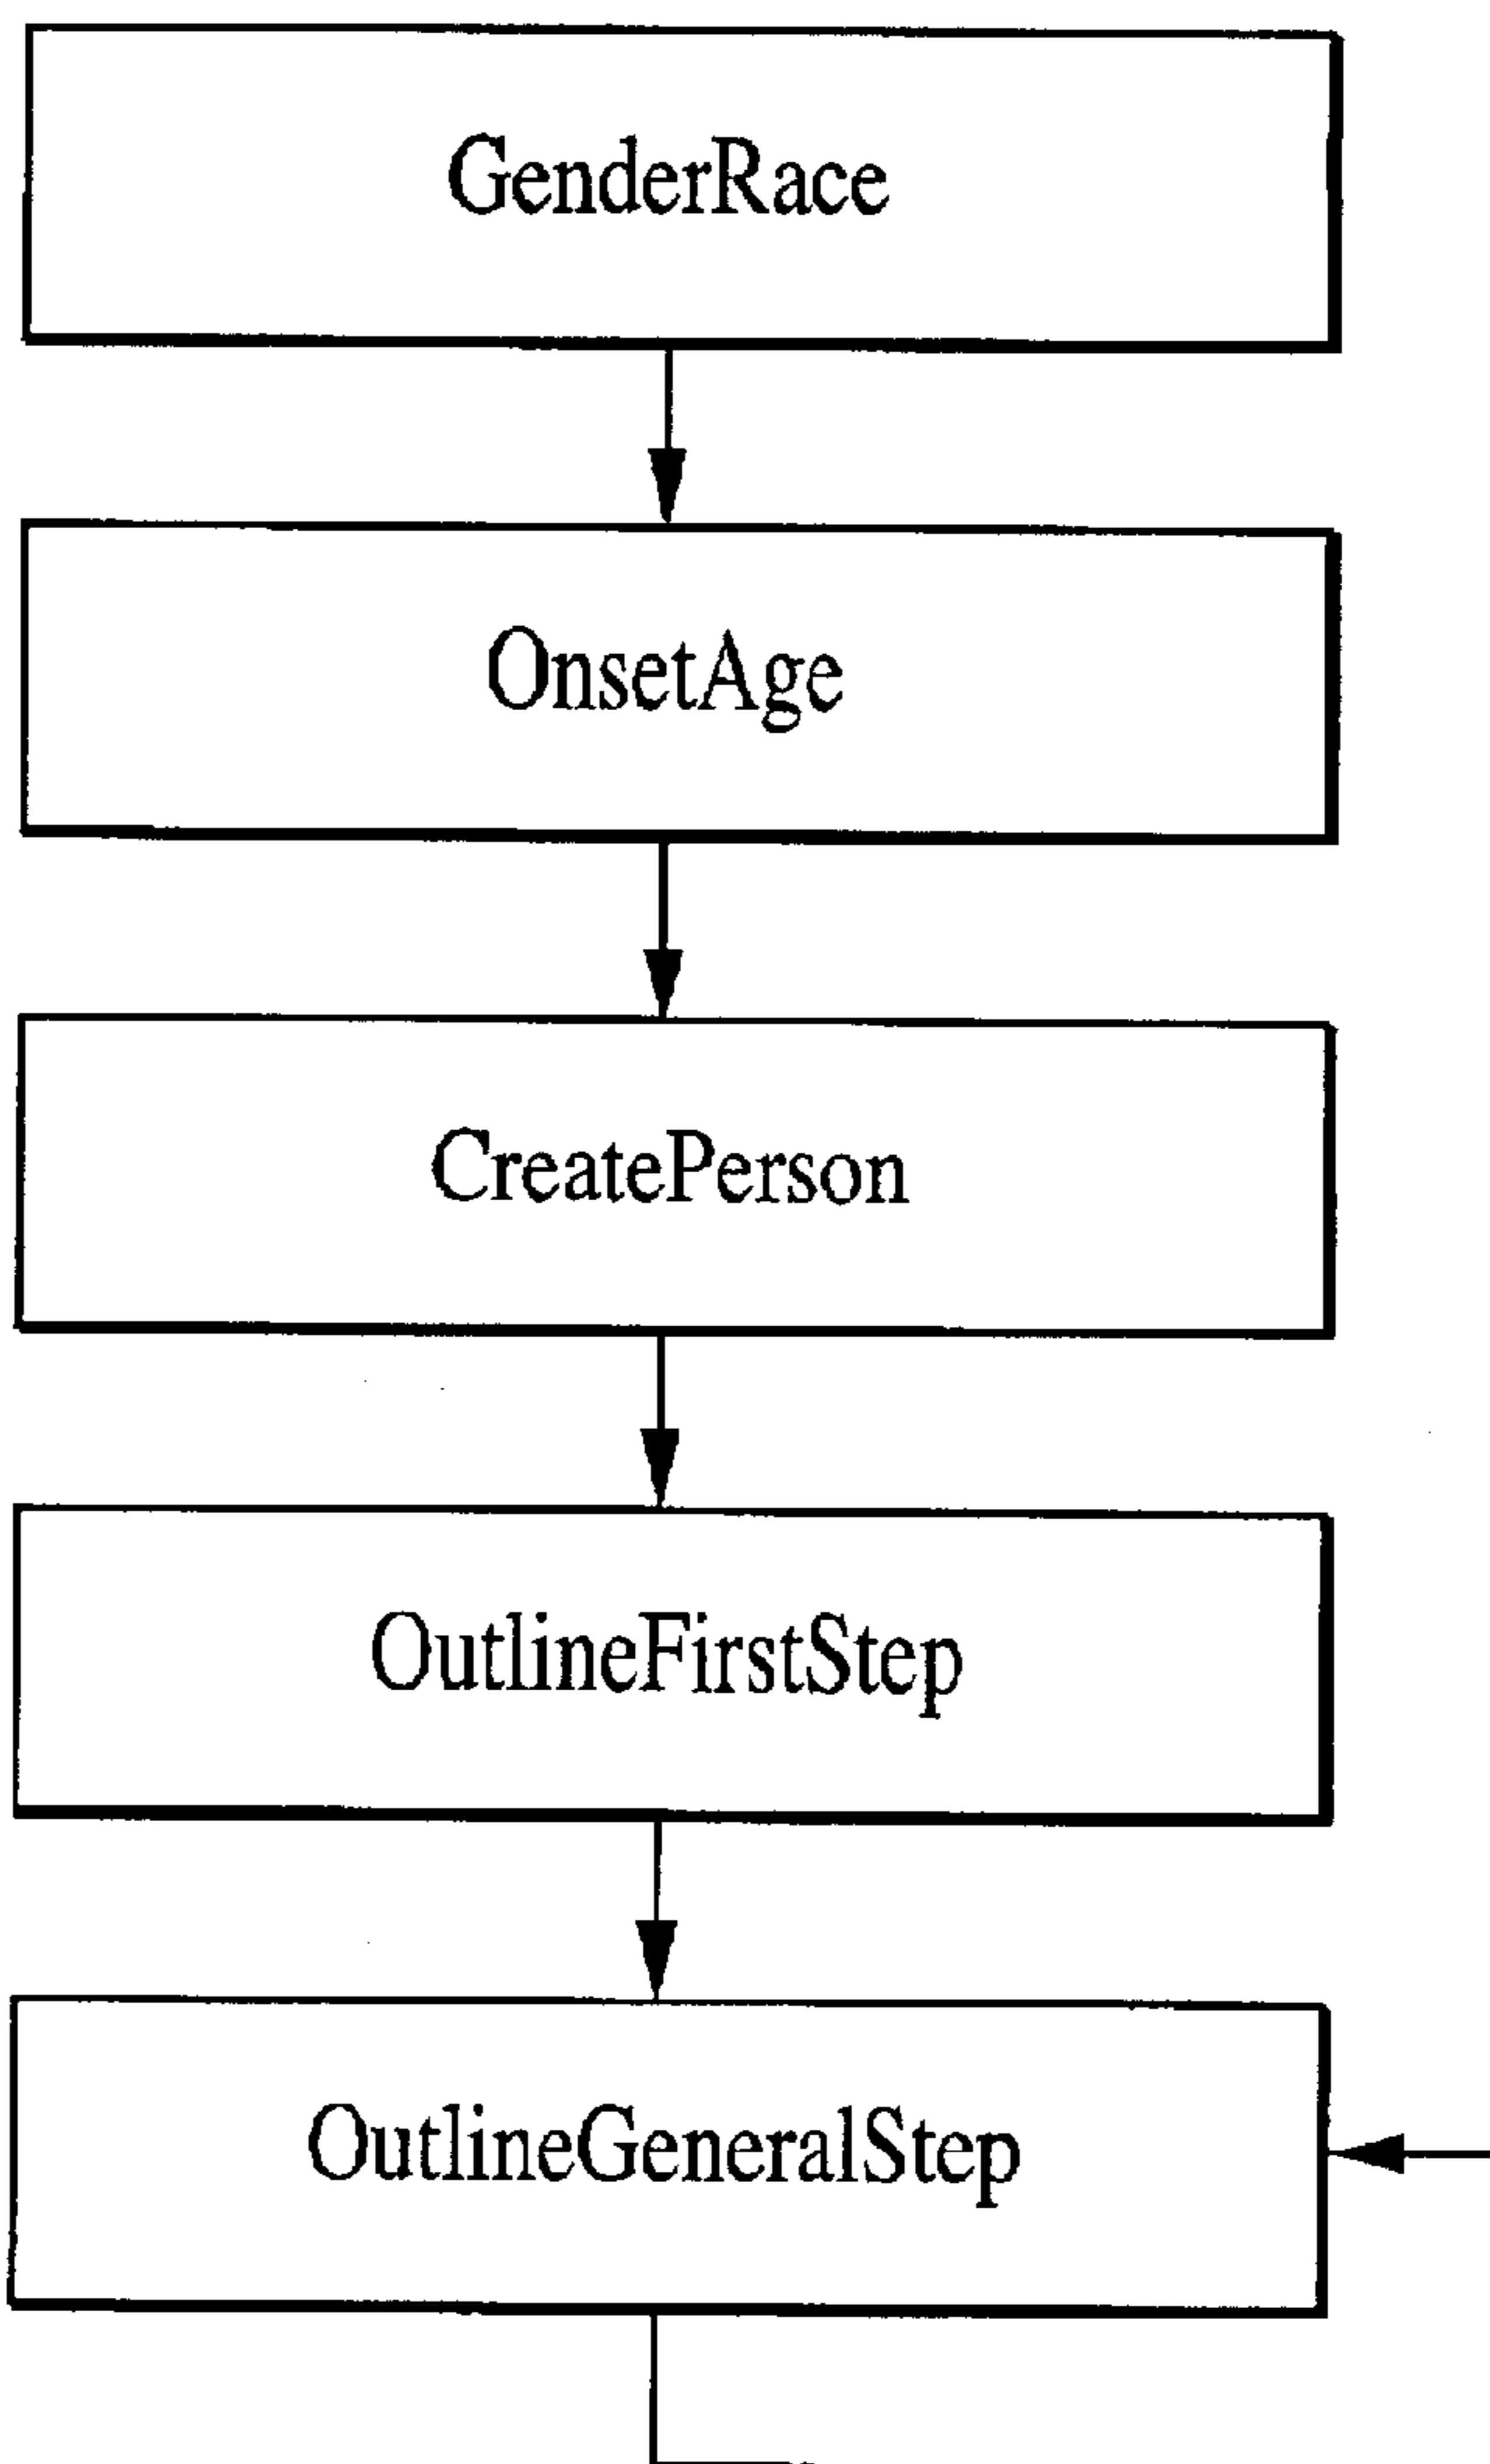 GenderRace
OnsetAge
CreatePerson
OutlineFirstStep
OutlineGeneralStep